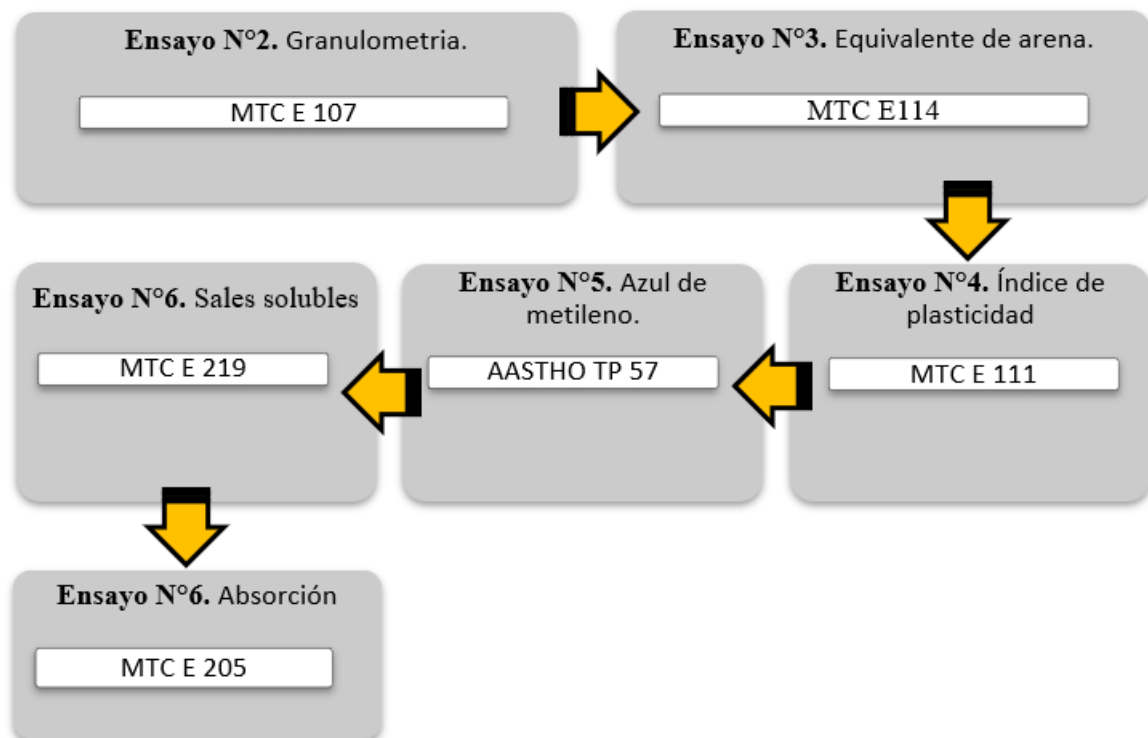 Ensayo N°2. Granulometria.
MTC E 107
Ensayo N°3. Equivalente de arena.
MTC E114
Ensayo N°4. Índice de
plasticidad
MTC E 111
Ensayo N°5. Azul de
metileno.
AASTHO TP 57
Ensayo N°6. Sales solubles
MTC E 219
Ensayo N°6. Absorción
MTC E 205